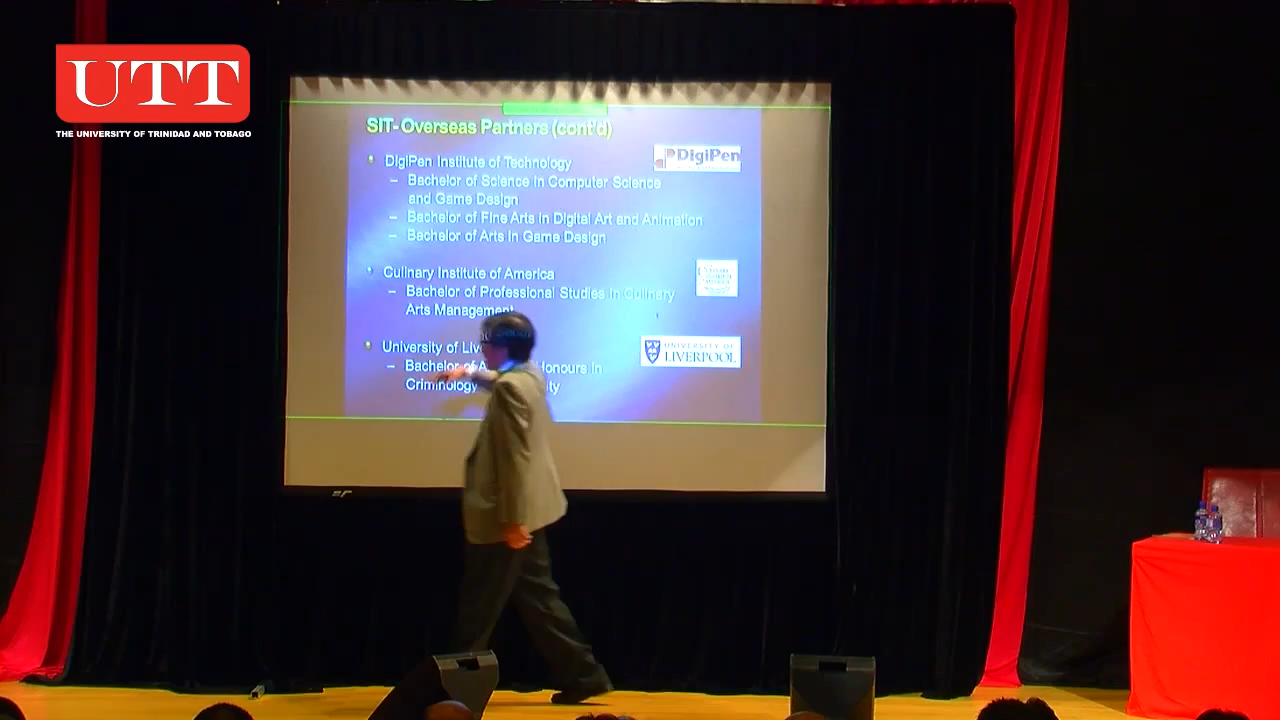 UTT
THE UNIVERSITY OF TRINIDAD AND TOBAGO
SIT- Overseas Partners (cont'd)
DigiPen Institute of Technology
DigiPen
– Bachelor of Science in Computer Science
and Game Design
– Bachelor of Fine Arts in Digital Art and Animation
– Bachelor of Arts in Game Design
Culinary Institute of America
– Bachelor of Professional Studies in Culinary
Arts Management
University of
UNIVERSITY OF
LIVERPOOL
– Bachelor of Honours in
Criminology